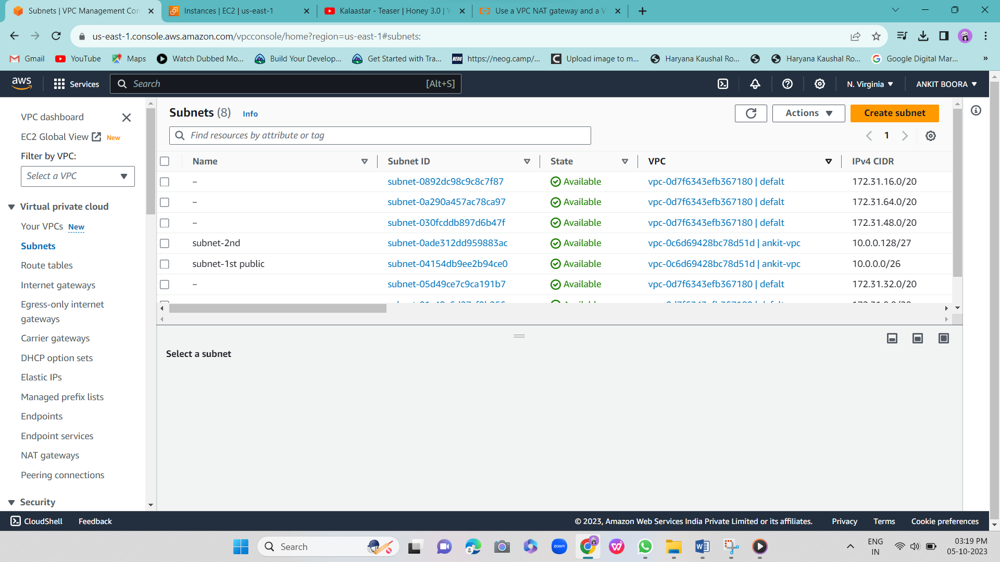 Subnets | VPC Management Con
Instances | EC2 | us-east-1
Kalaastar - Teaser | Honey 3.0 | Y
Use a VPC NAT gateway and a V
us-east-1.console.aws.amazon.com/vpcconsole/home?region=us-east-1#subnets:
Gmail
YouTube
Maps
Watch Dubbed Mo...
Build Your Develop...
Get Started with Tra...
NEOG
https://neog.camp/...
Upload image to m...
Haryana Kaushal Ro...
Haryana Kaushal Ro...
Google Digital Mar...
»
aws
Services
Search
[Alt+S]
N. Virginia
ANKIT BOORA
VPC dashboard
EC2 Global View New
Filter by VPC:
Select a VPC
Virtual private cloud
Your VPCs New
Subnets
Route tables
Internet gateways
Egress-only internet
gateways
Carrier gateways
DHCP option sets
Elastic IPs
Managed prefix lists
Endpoints
Endpoint services
NAT gateways
Peering connections
Security
Subnets (8) Info
Actions
Create subnet
Find resources by attribute or tag
1
Name Subnet ID State VPC IPv4 CIDR
– subnet-0892dc98c9c8c7f87 Available vpc-0d7f6343efb367180 | defalt 172.31.16.0/20
– subnet-0a290a457ac78ca97 Available vpc-0d7f6343efb367180 | defalt 172.31.64.0/20
– subnet-030fcddb897d6b47f Available vpc-0d7f6343efb367180 | defalt 172.31.48.0/20
subnet-2nd subnet-0ade312dd959883ac Available vpc-0c6d69428bc78d51d | ankit-vpc 10.0.0.128/27
subnet-1st public subnet-04154db9ee2b94ce0 Available vpc-0c6d69428bc78d51d | ankit-vpc 10.0.0.0/26
– subnet-05d49ce7c9ca191b7 Available vpc-0d7f6343efb367180 | defalt 172.31.32.0/20
Select a subnet
CloudShell
Feedback
© 2023, Amazon Web Services India Private Limited or its affiliates.
Privacy
Terms
Cookie preferences
Search
zoom
ENG
IN
03:19 PM
05-10-2023